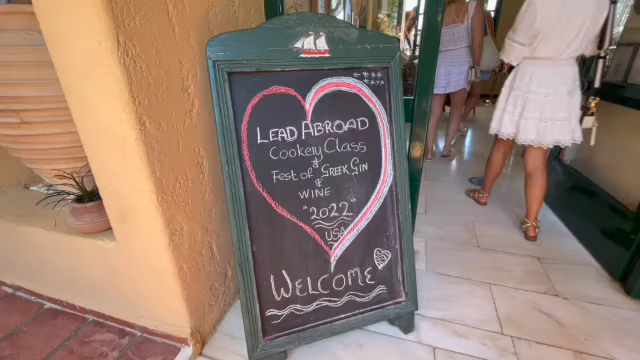 LEAD ABROAD
Cookery Class
&
Fest of GREEK GIN
&
WINE
"2022"
USA
WELCOME